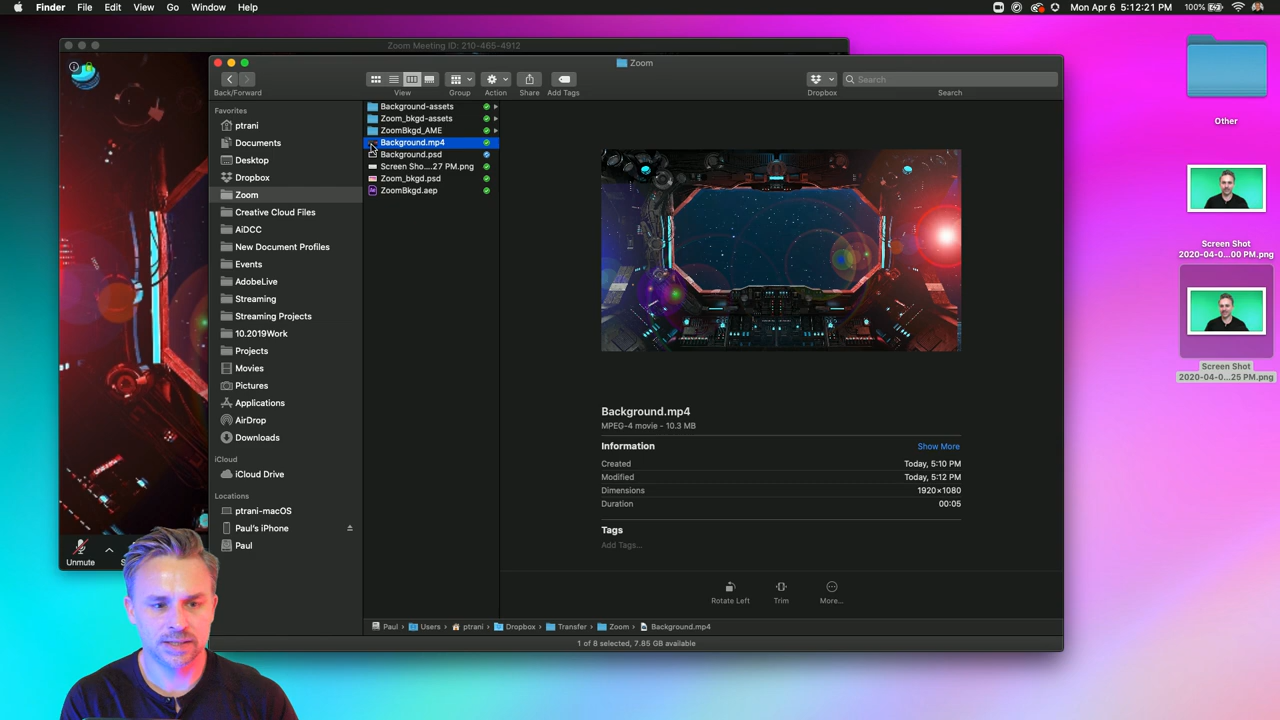 Finder File Edit View Go Window Help
Mon Apr 6 5:12:21 PM 100%
Zoom Meeting ID: 210-465-4912
Zoom
Back/Forward View Group Action Share Add Tags Dropbox Search
Search
Favorites
ptrani
Documents
Desktop
Dropbox
Zoom
Creative Cloud Files
AiDCC
New Document Profiles
Events
AdobeLive
Streaming
Streaming Projects
10.2019Work
Projects
Movies
Pictures
Applications
AirDrop
Downloads
iCloud
iCloud Drive
Locations
ptrani-macOS
Paul's iPhone
Paul
Background-assets
Zoom_bkgd-assets
ZoomBkgd_AME
Background.mp4
Background.psd
Screen Sho....27 PM.png
Zoom_bkgd.psd
Ae ZoomBkgd.aep
Background.mp4
MPEG-4 movie - 10.3 MB
Information Show More
Created Today, 5:10 PM
Modified Today, 5:12 PM
Dimensions 1920×1080
Duration 00:05
Tags
Add Tags...
Rotate Left Trim More...
Paul › Users › ptrani › Dropbox › Transfer › Zoom › Background.mp4
1 of 8 selected, 7.85 GB available
Unmute
Other
Screen Shot
2020-04-0...00 PM.png
Screen Shot
2020-04-0...25 PM.png